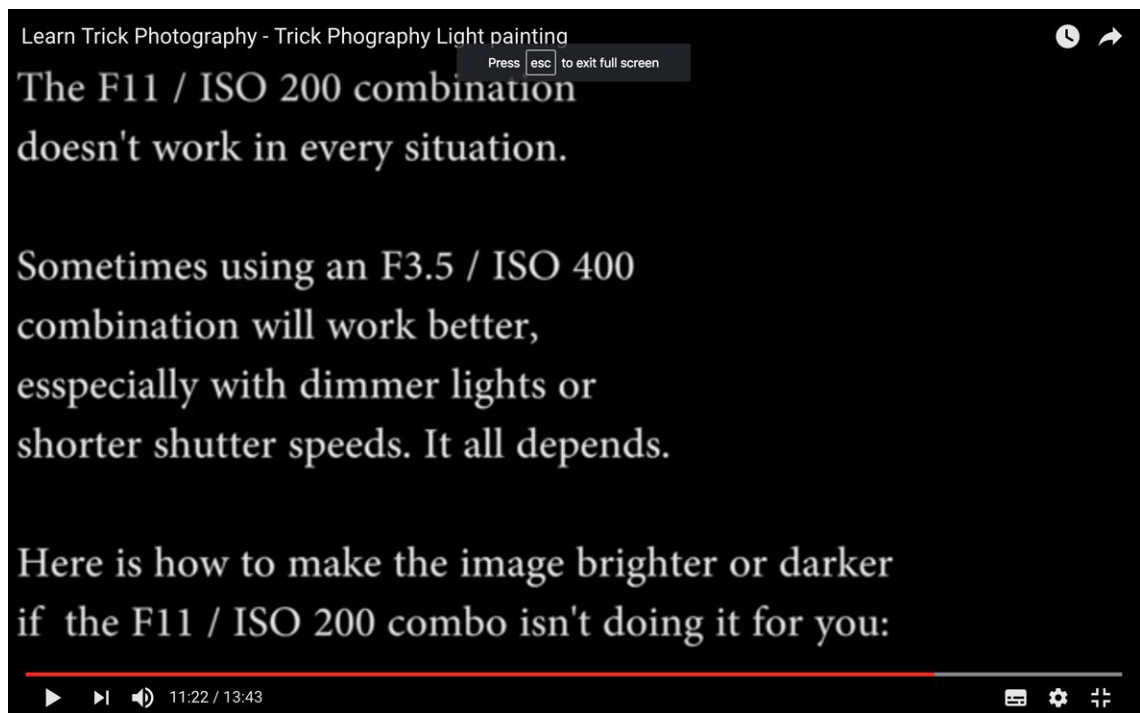 Learn Trick Photography - Trick Phography Light painting
Press esc to exit full screen
The F11 / ISO 200 combination
doesn't work in every situation.
Sometimes using an F3.5 / ISO 400
combination will work better,
esspecially with dimmer lights or
shorter shutter speeds. It all depends.
Here is how to make the image brighter or darker
if the F11 / ISO 200 combo isn't doing it for you:
11:22 / 13:43